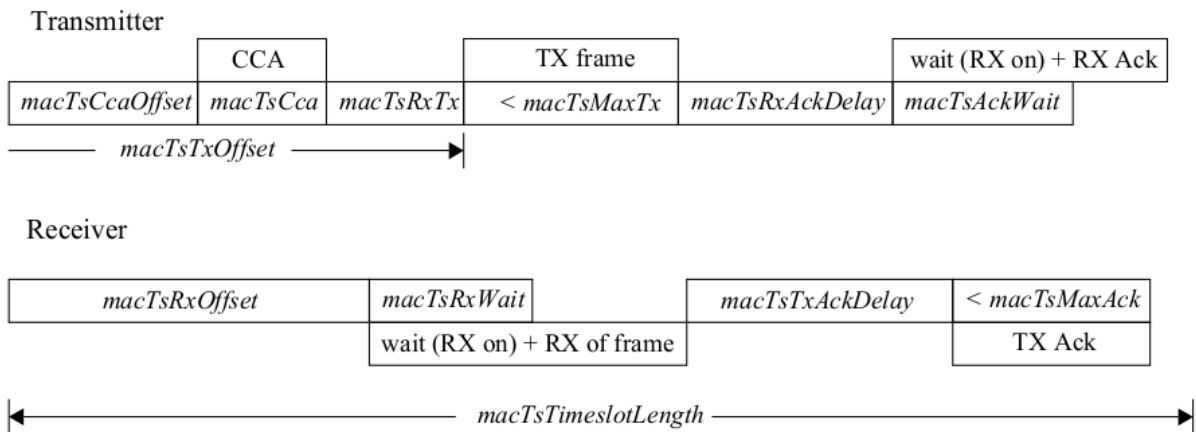 Transmitter
CCA TX frame wait (RX on) + RX Ack
macTsCcaOffset macTsCca macTsRxTx < macTsMaxTx macTsRxAckDelay macTsAckWait
macTsTxOffset
Receiver
macTsRxOffset macTsRxWait macTsTxAckDelay < macTsMaxAck
wait (RX on) + RX of frame TX Ack
macTsTimeslotLength